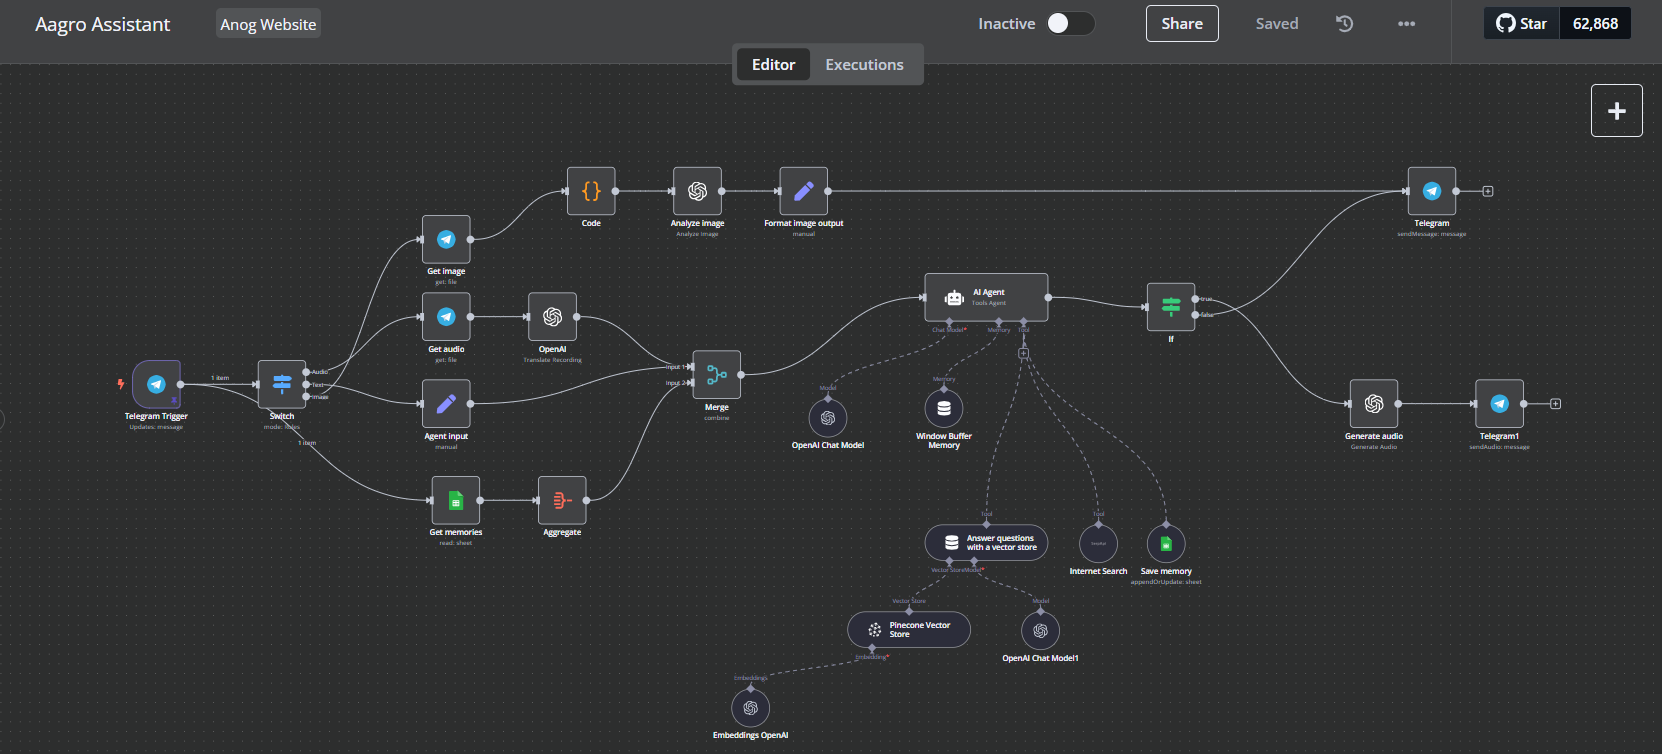 Aagro Assistant
Anog Website
Inactive
Share
Saved
Star
62,868
Editor
Executions
Code
Analyze image
Analyze Image
Format image output
manual
Telegram
sendMessage: message
Get image
get: file
AI Agent
Tools Agent
Chat Model*
Memory
Tool
true
false
If
Get audio
get: file
OpenAI
Translate Recording
Input 1
Input 2
Merge
combine
1 item
Audio
Text
Image
Telegram Trigger
Updates: message
Switch
mode: Rules
1 item
Agent input
manual
Model
OpenAI Chat Model
Memory
Window Buffer
Memory
Generate audio
Generate Audio
Telegram1
sendAudio: message
Get memories
read: sheet
Aggregate
Tool
Answer questions
with a vector store
Vector Store
Model*
Tool
Internet Search
Save memory
appendOrUpdate: sheet
Vector Store
Pinecone Vector
Store
Embedding*
Model
OpenAI Chat Model1
Embeddings
Embeddings OpenAI